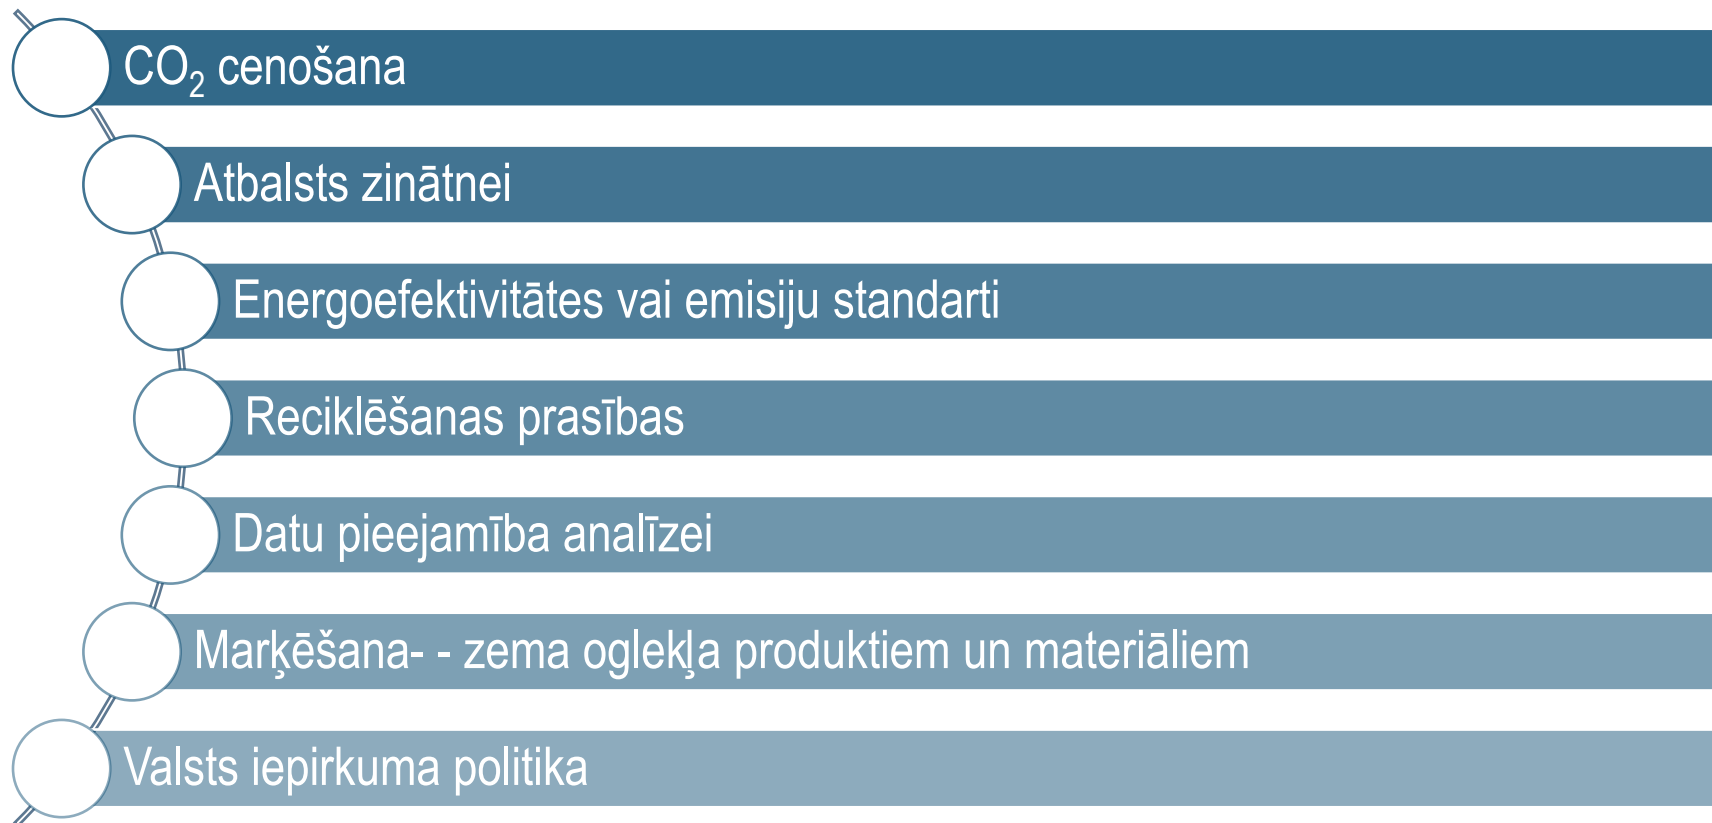 CO₂ cenošana
Atbalsts zinātnei
Energoefektivitātes vai emisiju standarti
Reciklēšanas prasības
Datu pieejamība analīzei
Marķēšana- - zema oglekļa produktiem un materiāliem
Valsts iepirkuma politika